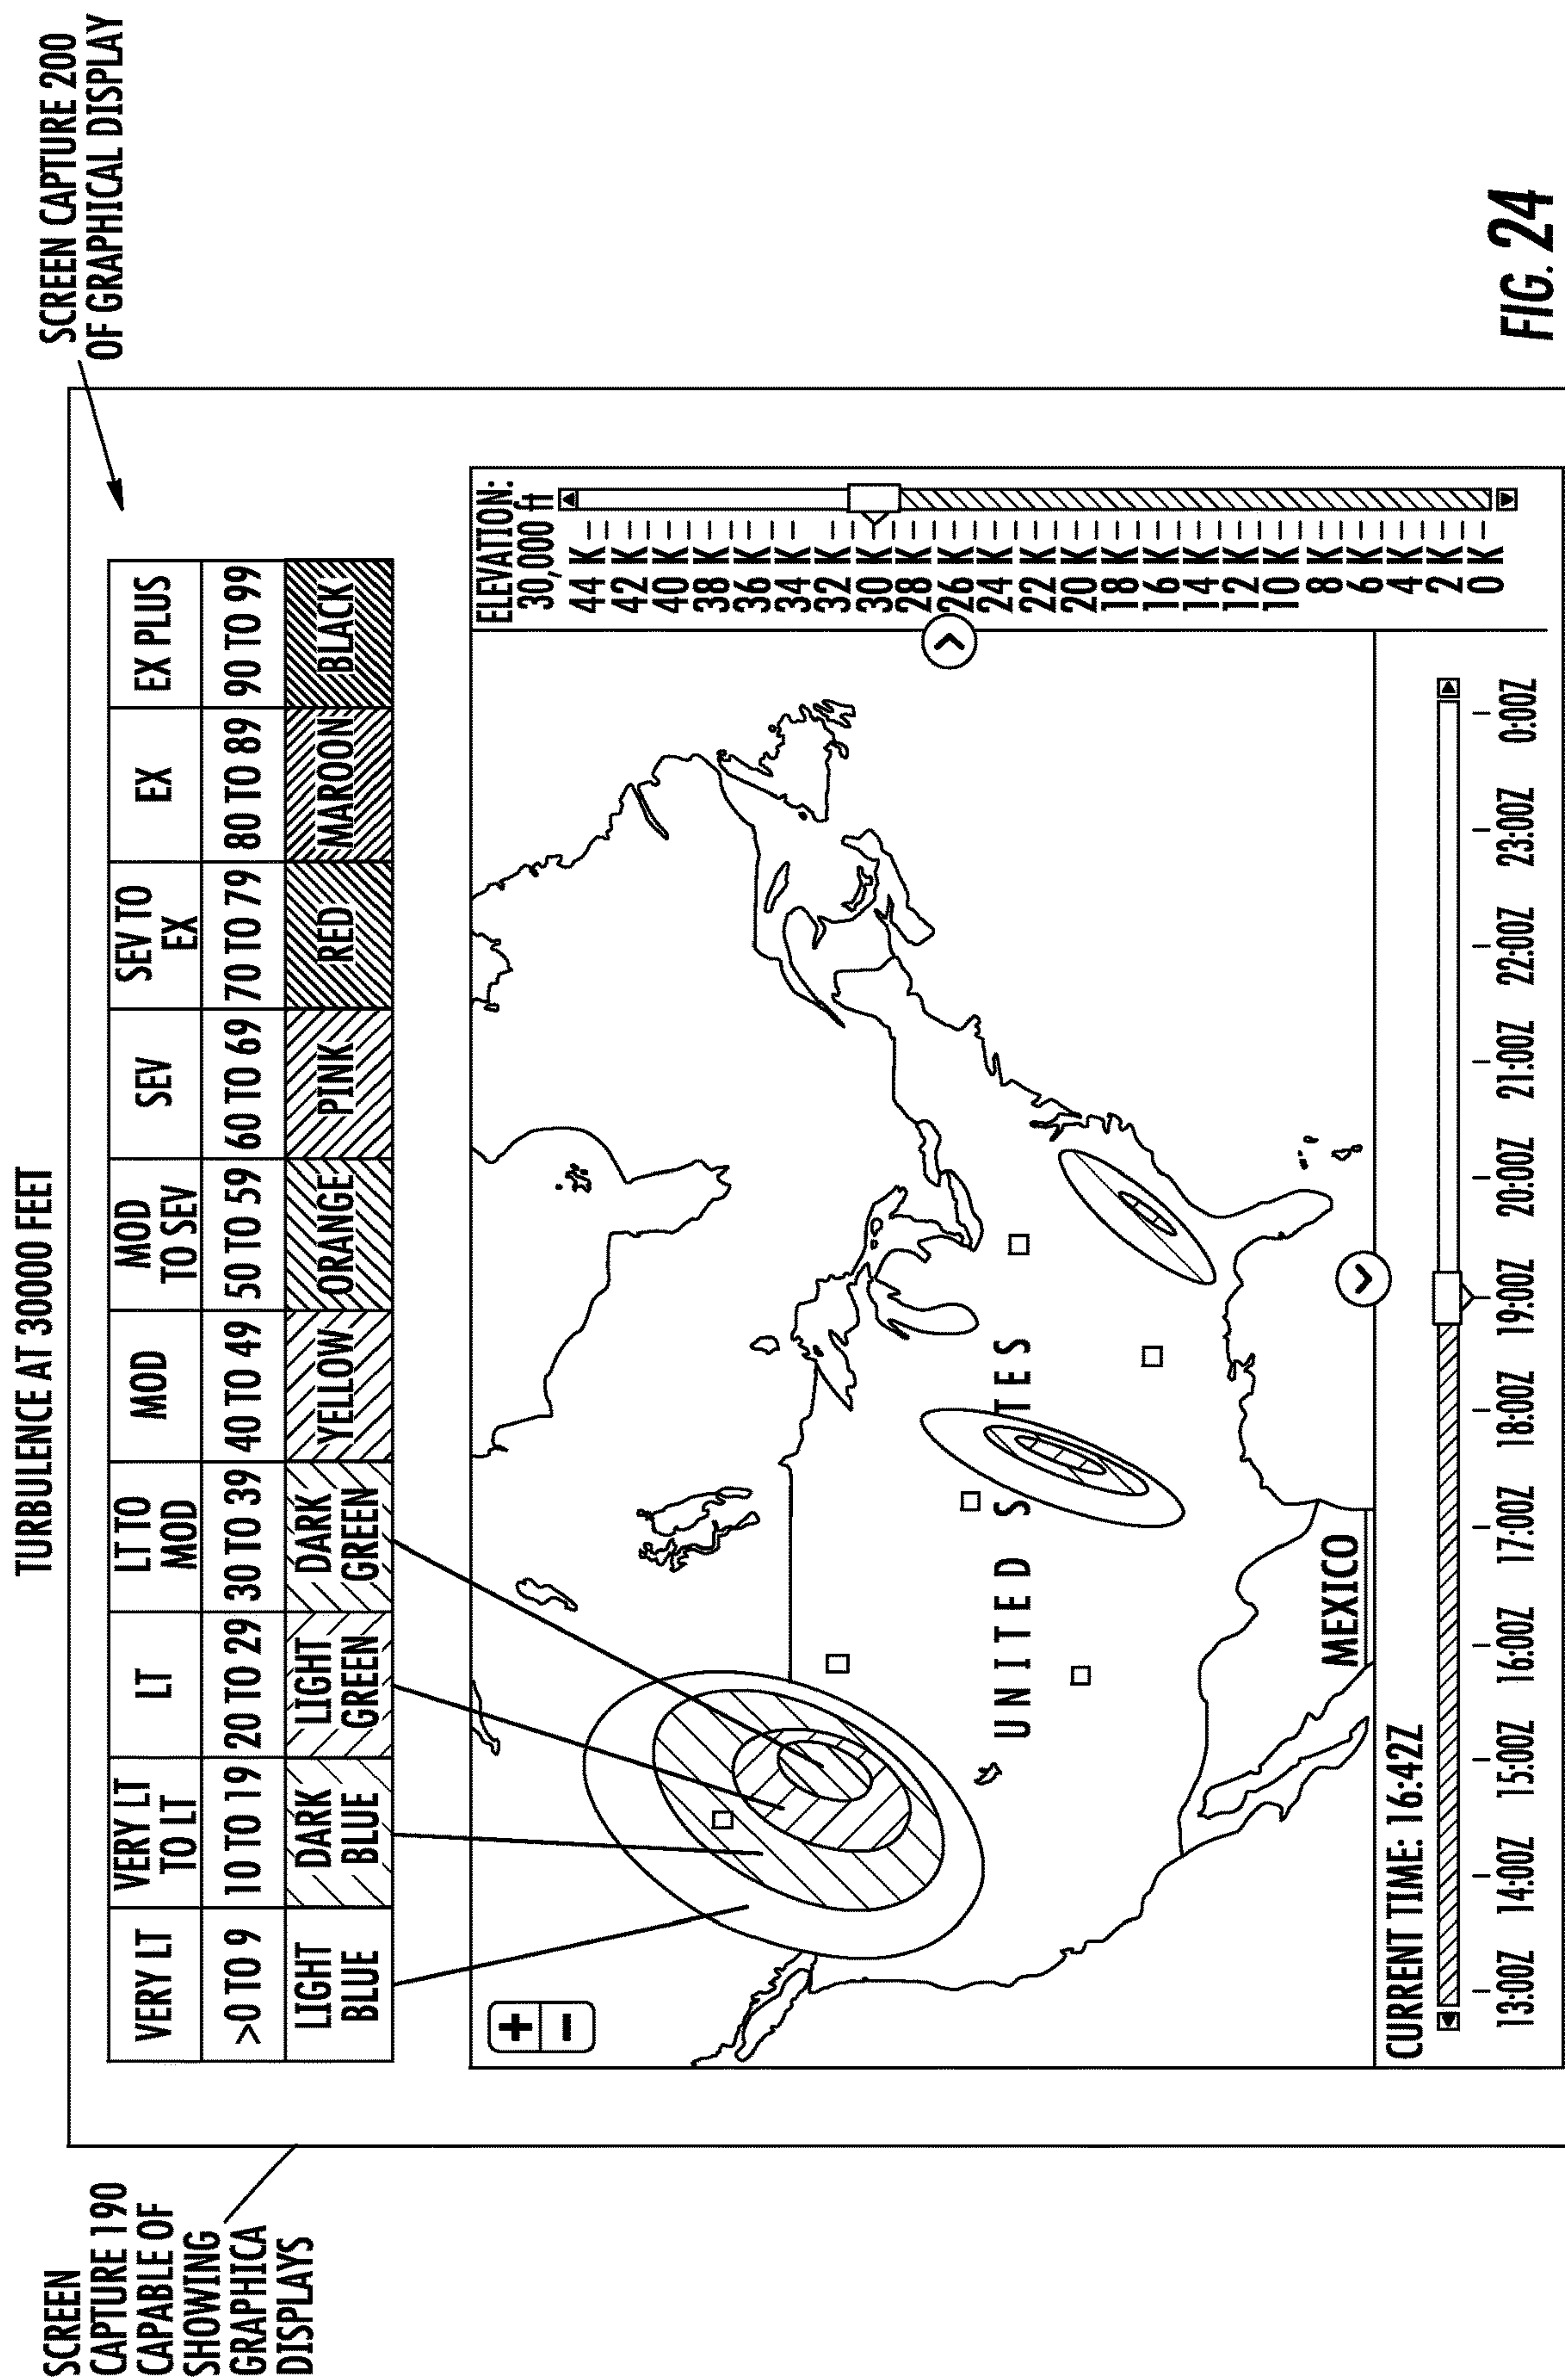 TURBULENCE AT 30000 FEET
SCREEN CAPTURE 200
OF GRAPHICAL DISPLAY
SCREEN
CAPTURE 190
CAPABLE OF
SHOWING
GRAPHICA
DISPLAYS
VERY LT
VERY LT
TO LT
LT
LT TO
MOD
MOD
MOD
TO SEV
SEV
SEV TO
EX
EX
EX PLUS
>0 TO 9
10 TO 19
20 TO 29
30 TO 39
40 TO 49
50 TO 59
60 TO 69
70 TO 79
80 TO 89
90 TO 99
LIGHT
BLUE
DARK
BLUE
LIGHT
GREEN
DARK
GREEN
YELLOW
ORANGE
PINK
RED
MAROON
BLACK
+
−
ELEVATION:
30,000 ft
44 K
42 K
40 K
38 K
36 K
34 K
32 K
30 K
28 K
26 K
24 K
22 K
20 K
18 K
16 K
14 K
12 K
10 K
8 K
6 K
4 K
2 K
0 K
UNITED STATES
MEXICO
CURRENT TIME: 16:42Z
13:00Z 14:00Z 15:00Z 16:00Z 17:00Z 18:00Z 19:00Z 20:00Z 21:00Z 22:00Z 23:00Z 0:00Z
FIG. 24